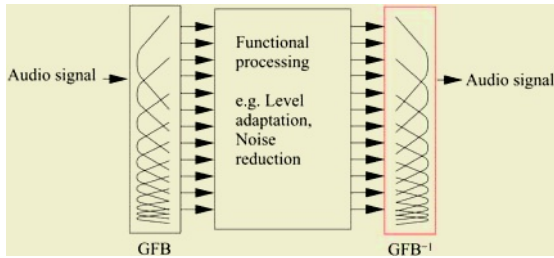 Audio signal
Functional
processing
e.g. Level
adaptation,
Noise
reduction
Audio signal
GFB
GFB⁻¹